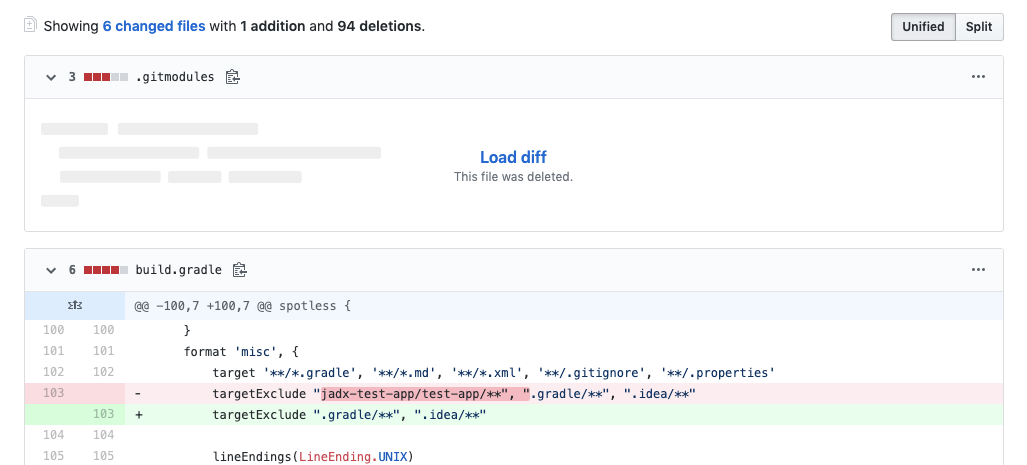 Showing 6 changed files with 1 addition and 94 deletions.
Unified Split
3 .gitmodules
Load diff
This file was deleted.
6 build.gradle
@@ -100,7 +100,7 @@ spotless {
100 100 }
101 101 format 'misc', {
102 102 target '**/*.gradle', '**/*.md', '**/*.xml', '**/.gitignore', '**/.properties'
103 - targetExclude "jadx-test-app/test-app/**", ".gradle/**", ".idea/**"
103 + targetExclude ".gradle/**", ".idea/**"
104 104
105 105 lineEndings(LineEnding.UNIX)